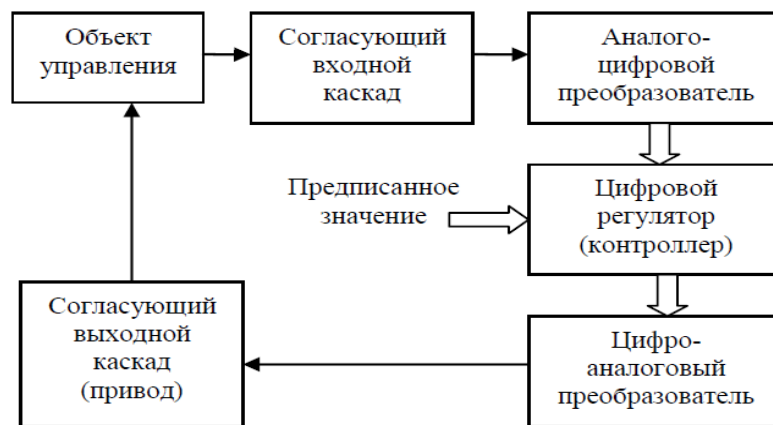 Объект
управления
Согласующий
входной
каскад
Аналого-
цифровой
преобразователь
Предписанное
значение
Цифровой
регулятор
(контроллер)
Согласующий
выходной
каскад
(привод)
Цифро-
аналоговый
преобразователь